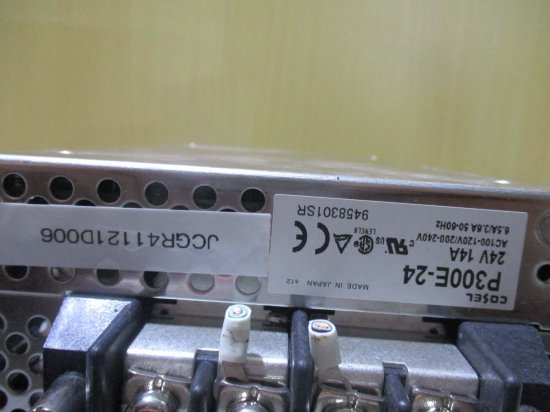 COSEL
P300E-24
24V 14A
AC100-120V/200-240V
6.5A/3.6A 50-60Hz
MADE IN JAPAN
LEVEL5
9458301SR
JCGR41121D006